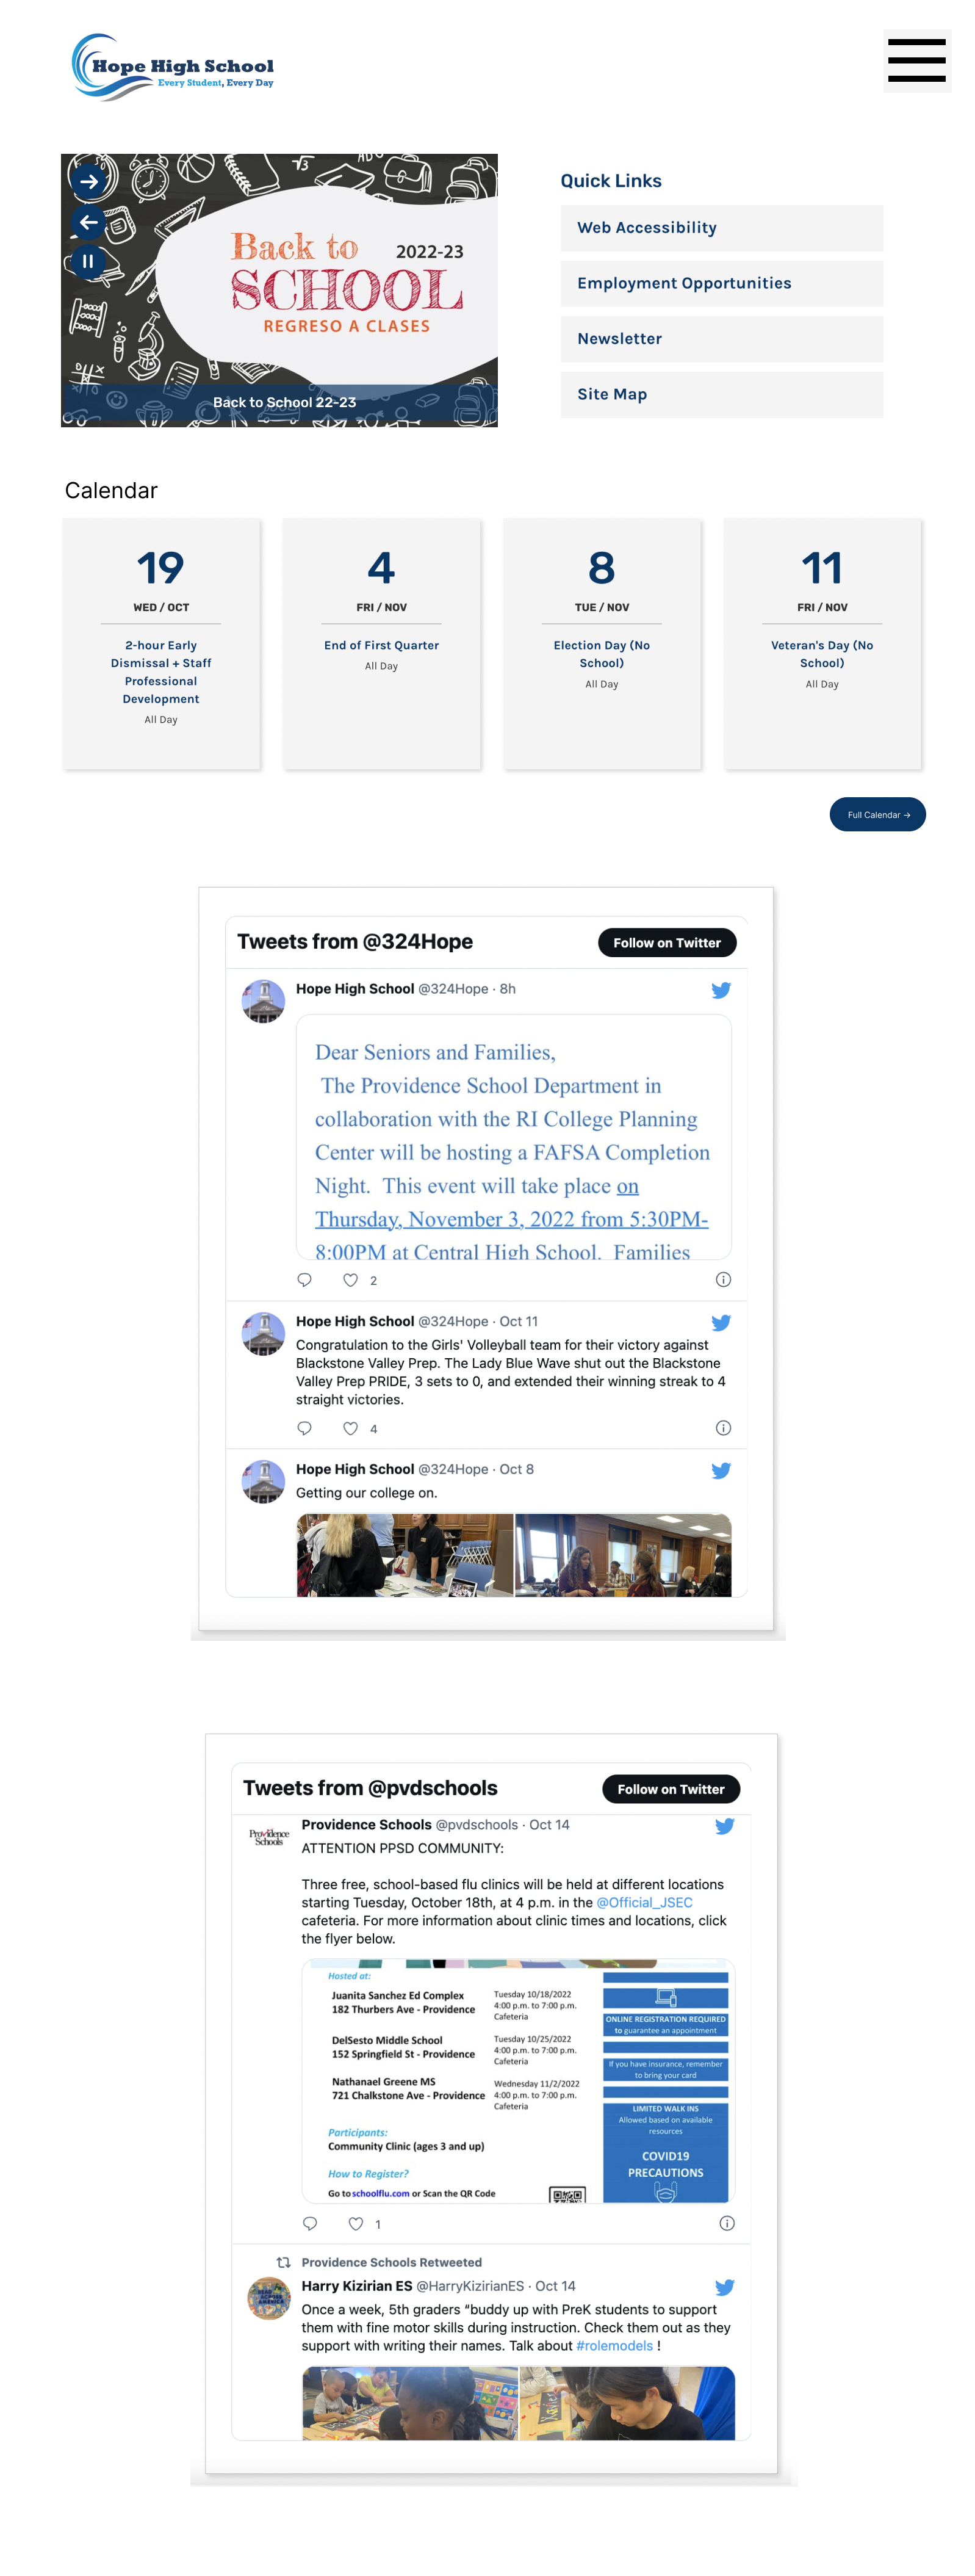 Hope High School
Every Student, Every Day
√3
AD
Back to
2022-23
SCHOOL
REGRESO A CLASES
Back to School 22-23
Quick Links
Web Accessibility
Employment Opportunities
Newsletter
Site Map
Calendar
19
WED / OCT
2-hour Early
Dismissal + Staff
Professional
Development
All Day
4
FRI / NOV
End of First Quarter
All Day
8
TUE / NOV
Election Day (No
School)
All Day
11
FRI / NOV
Veteran's Day (No
School)
All Day
Full Calendar →
Tweets from @324Hope
Follow on Twitter
Hope High School @324Hope · 8h
Dear Seniors and Families,
The Providence School Department in
collaboration with the RI College Planning
Center will be hosting a FAFSA Completion
Night. This event will take place on
Thursday, November 3, 2022 from 5:30PM-
8:00PM at Central High School. Families
2
Hope High School @324Hope · Oct 11
Congratulation to the Girls' Volleyball team for their victory against
Blackstone Valley Prep. The Lady Blue Wave shut out the Blackstone
Valley Prep PRIDE, 3 sets to 0, and extended their winning streak to 4
straight victories.
4
Hope High School @324Hope · Oct 8
Getting our college on.
Tweets from @pvdschools
Follow on Twitter
Providence
Schools
Providence Schools @pvdschools · Oct 14
ATTENTION PPSD COMMUNITY:
Three free, school-based flu clinics will be held at different locations
starting Tuesday, October 18th, at 4 p.m. in the @Official_JSEC
cafeteria. For more information about clinic times and locations, click
the flyer below.
Hosted at:
Juanita Sanchez Ed Complex
182 Thurbers Ave - Providence
Tuesday 10/18/2022
4:00 p.m. to 7:00 p.m.
Cafeteria
DelSesto Middle School
152 Springfield St - Providence
Tuesday 10/25/2022
4:00 p.m. to 7:00 p.m.
Cafeteria
Nathanael Greene MS
721 Chalkstone Ave - Providence
Wednesday 11/2/2022
4:00 p.m. to 7:00 p.m.
Cafeteria
Participants:
Community Clinic (ages 3 and up)
How to Register?
Go to schoolflu.com or Scan the QR Code
ONLINE REGISTRATION REQUIRED
to guarantee an appointment
If you have insurance, remember
to bring your card
LIMITED WALK INS
Allowed based on available
resources
COVID19
PRECAUTIONS
1
Providence Schools Retweeted
READ
ACROSS
AMERICA
Harry Kizirian ES @HarryKizirianES · Oct 14
Once a week, 5th graders “buddy up with PreK students to support
them with fine motor skills during instruction. Check them out as they
support with writing their names. Talk about #rolemodels !